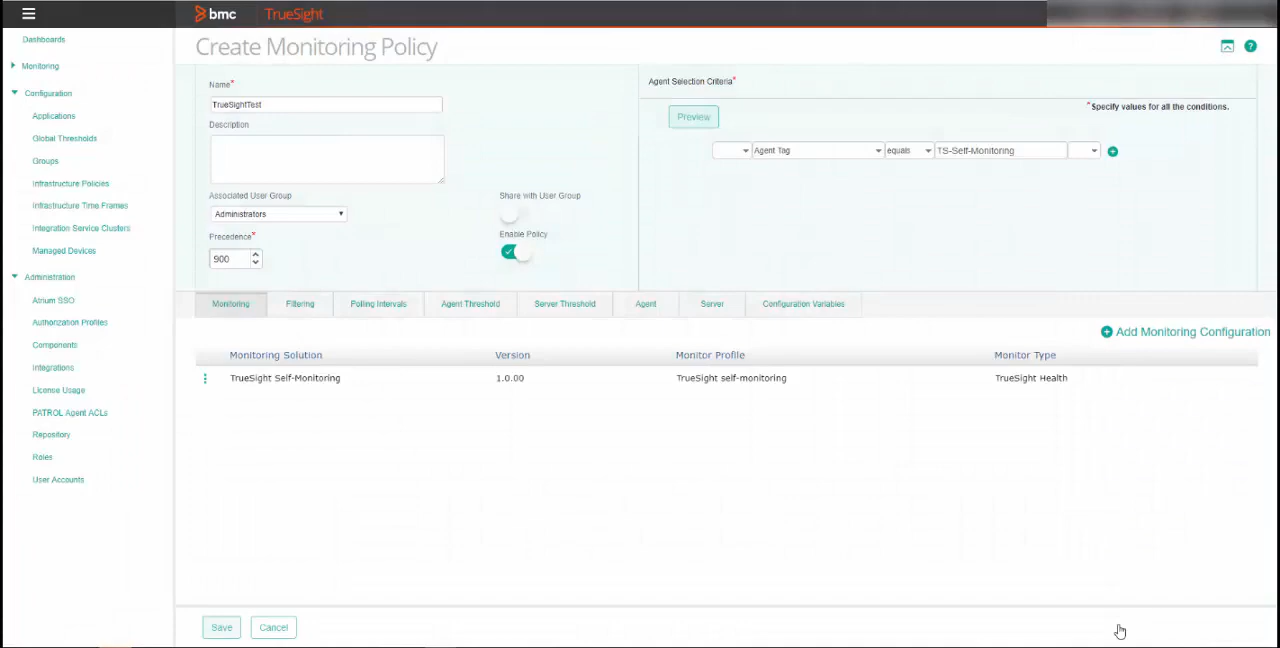 bmc TrueSight
Create Monitoring Policy
Dashboards
Monitoring
Configuration
Applications
Global Thresholds
Groups
Infrastructure Policies
Infrastructure Time Frames
Integration Service Clusters
Managed Devices
Administration
Atrium SSO
Authorization Profiles
Components
Integrations
License Usage
PATROL Agent ACLs
Repository
Roles
User Accounts
Name*
TrueSightTest
Description
Associated User Group
Administrators
Precedence*
900
Share with User Group
Enable Policy
Agent Selection Criteria*
*Specify values for all the conditions.
Preview
Agent Tag equals TS-Self-Monitoring
Monitoring Filtering Polling Intervals Agent Threshold Server Threshold Agent Server Configuration Variables
Add Monitoring Configuration
Monitoring Solution Version Monitor Profile Monitor Type
TrueSight Self-Monitoring 1.0.00 TrueSight self-monitoring TrueSight Health
Save Cancel